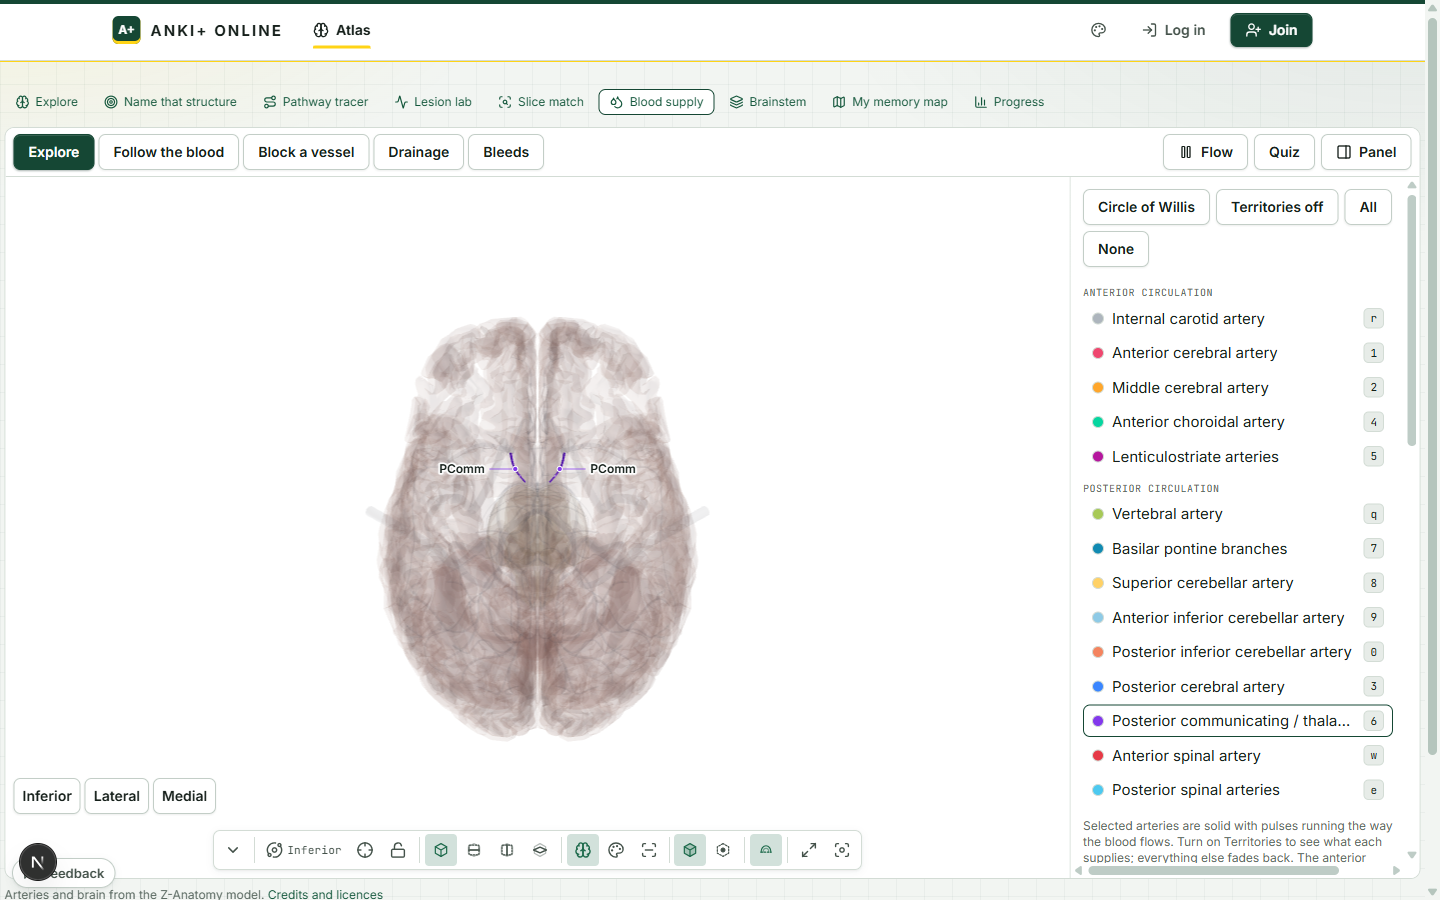 A+ ANKI+ ONLINE Atlas Log in Join
Explore Name that structure Pathway tracer Lesion lab Slice match Blood supply Brainstem My memory map Progress
Explore Follow the blood Block a vessel Drainage Bleeds Flow Quiz Panel
Circle of Willis Territories off All
None
ANTERIOR CIRCULATION
Internal carotid artery r
Anterior cerebral artery 1
Middle cerebral artery 2
Anterior choroidal artery 4
Lenticulostriate arteries 5
POSTERIOR CIRCULATION
Vertebral artery q
Basilar pontine branches 7
Superior cerebellar artery 8
Anterior inferior cerebellar artery 9
Posterior inferior cerebellar artery 0
Posterior cerebral artery 3
Posterior communicating / thala... 6
Anterior spinal artery w
Posterior spinal arteries e
Selected arteries are solid with pulses running the way
the blood flows. Turn on Territories to see what each
supplies; everything else fades back. The anterior
PComm PComm
Inferior Lateral Medial
Inferior
N eedback
Arteries and brain from the Z-Anatomy model. Credits and licences